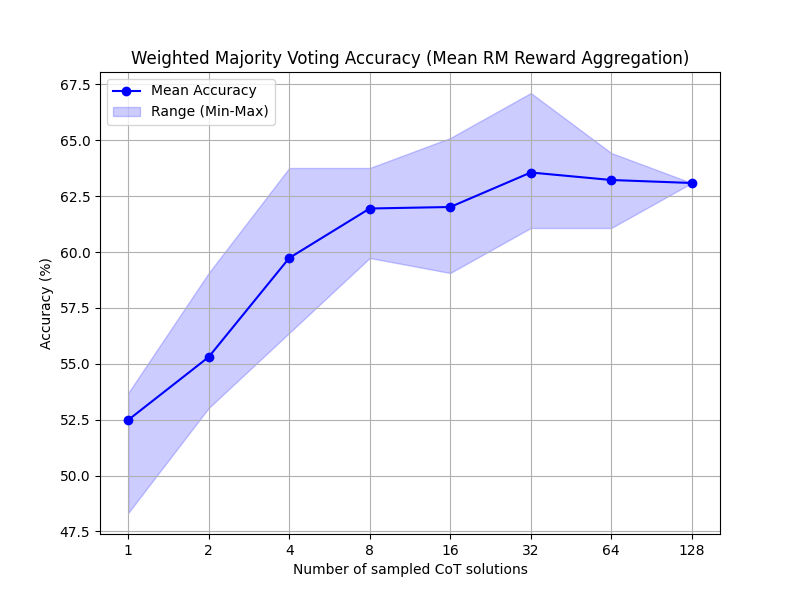 Weighted Majority Voting Accuracy (Mean RM Reward Aggregation)
Mean Accuracy
Range (Min-Max)
Accuracy (%)
67.5
65.0
62.5
60.0
57.5
55.0
52.5
50.0
47.5
1 2 4 8 16 32 64 128
Number of sampled CoT solutions